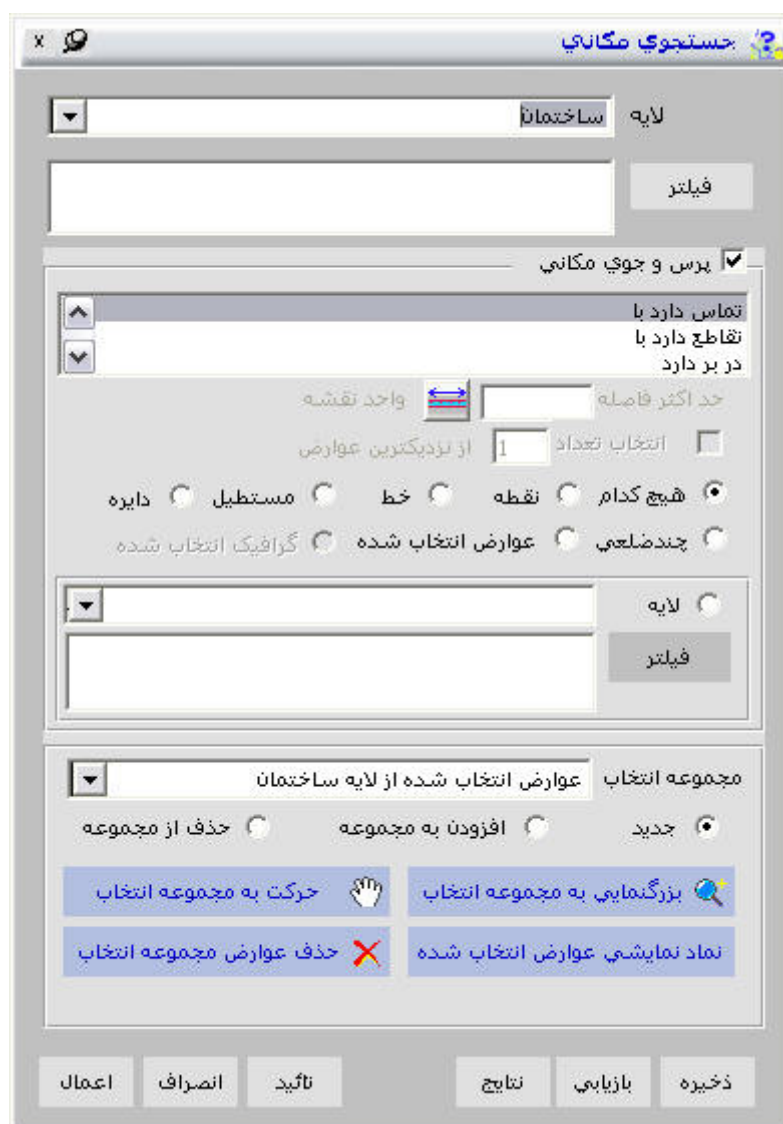 جستجوي مكاني x
لايه ساختمان
فيلتر
پرس و جوي مكاني
تماس دارد با
تقاطع دارد با
در بر دارد
حد اكثر فاصله واحد نقشه
انتخاب تعداد 1 از نزديكترين عوارض
هيچ كدام نقطه خط مستطيل دايره
چندضلعي عوارض انتخاب شده گرافيک انتخاب شده
لايه
فيلتر
مجموعه انتخاب عوارض انتخاب شده از لايه ساختمان
جديد افزودن به مجموعه حذف از مجموعه
بزرگنمايي به مجموعه انتخاب حركت به مجموعه انتخاب
نماد نمايشي عوارض انتخاب شده حذف عوارض مجموعه انتخاب
ذخيره بازيابي نتايج تائيد انصراف اعمال